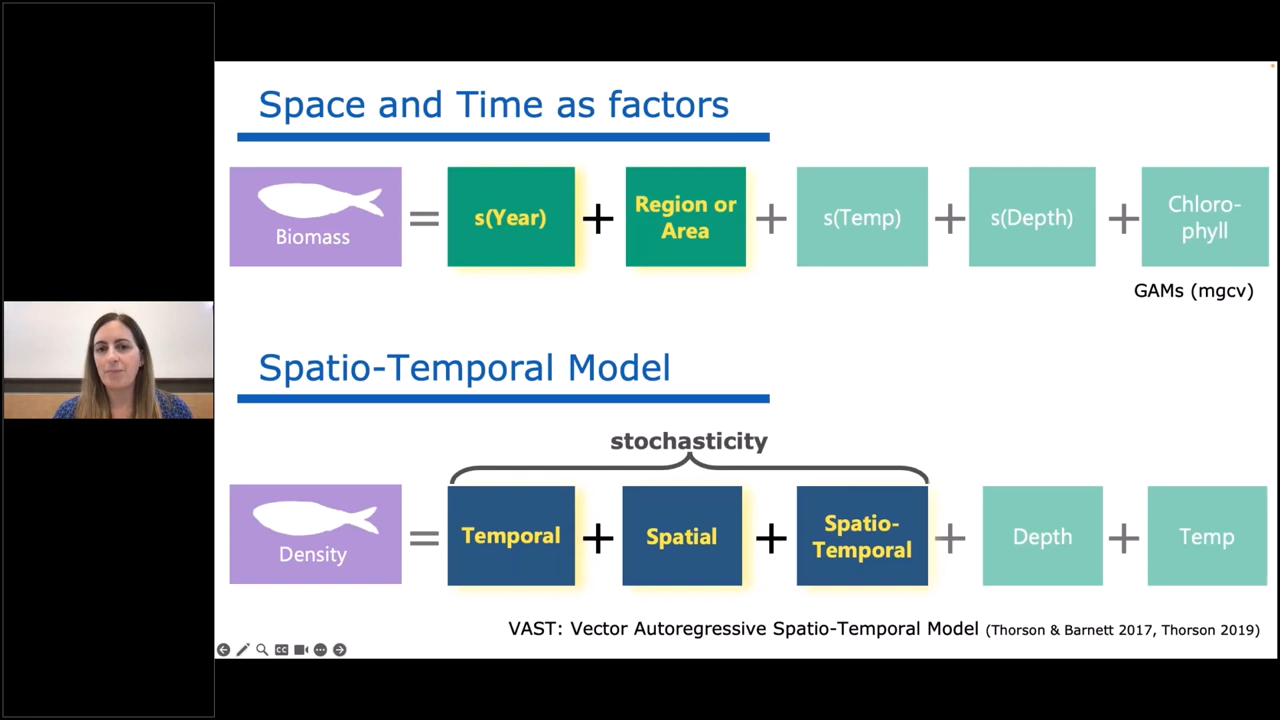 Space and Time as factors
Biomass
=
s(Year)
+
Region or
Area
+
s(Temp)
+
s(Depth)
+
Chloro-
phyll
GAMs (mgcv)
Spatio-Temporal Model
stochasticity
Density
=
Temporal
+
Spatial
+
Spatio-
Temporal
+
Depth
+
Temp
VAST: Vector Autoregressive Spatio-Temporal Model (Thorson & Barnett 2017, Thorson 2019)